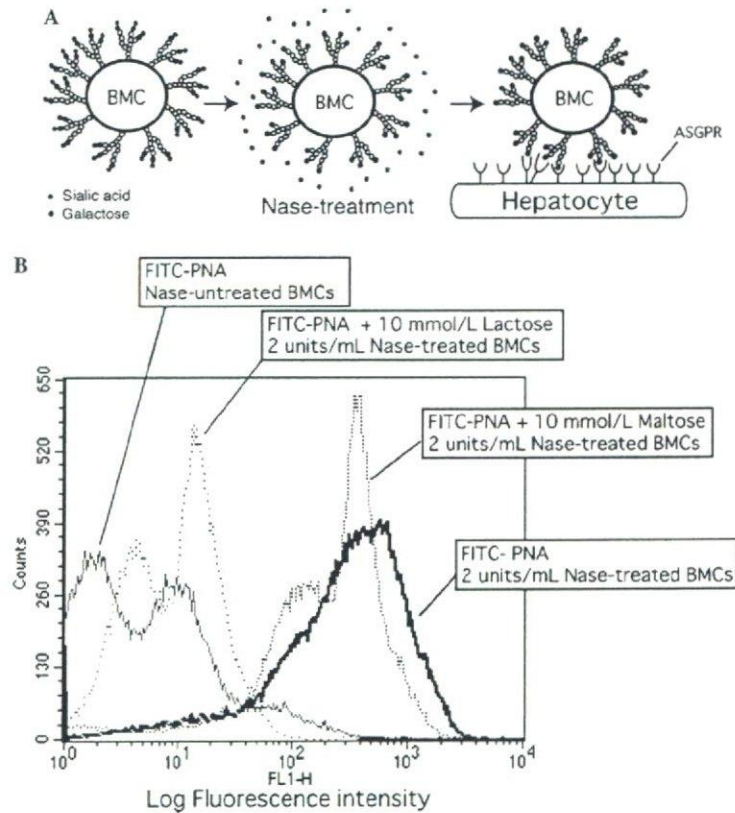 A
BMC
BMC
BMC
ASGPR
• Sialic acid
• Galactose
Nase-treatment
Hepatocyte
B
FITC-PNA
Nase-untreated BMCs
FITC-PNA + 10 mmol/L Lactose
2 units/mL Nase-treated BMCs
FITC-PNA + 10 mmol/L Maltose
2 units/mL Nase-treated BMCs
FITC- PNA
2 units/mL Nase-treated BMCs
650
520
390
260
130
0
Counts
10⁰
10¹
10²
10³
10⁴
FL1-H
Log Fluorescence intensity